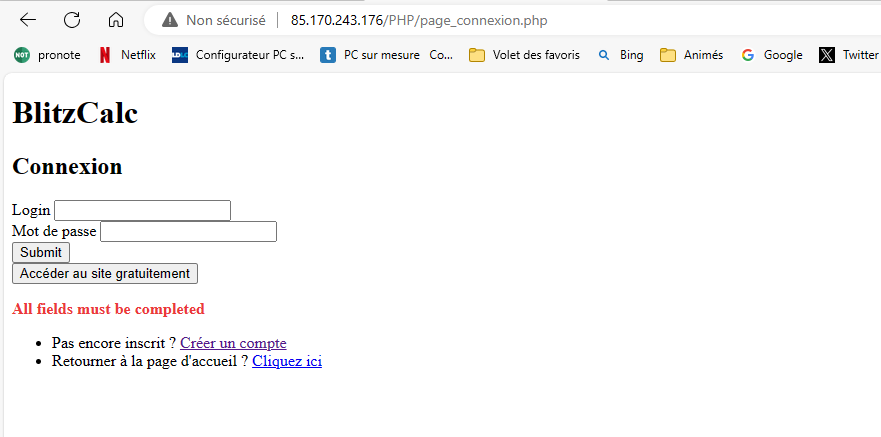 Non sécurisé 85.170.243.176/PHP/page_connexion.php
NOT pronote N Netflix LDLC Configurateur PC s... t PC sur mesure Co... Volet des favoris Bing Animés G Google X Twitter
BlitzCalc
Connexion
Login
Mot de passe
Submit
Accéder au site gratuitement
All fields must be completed
• Pas encore inscrit ? Créer un compte
• Retourner à la page d'accueil ? Cliquez ici